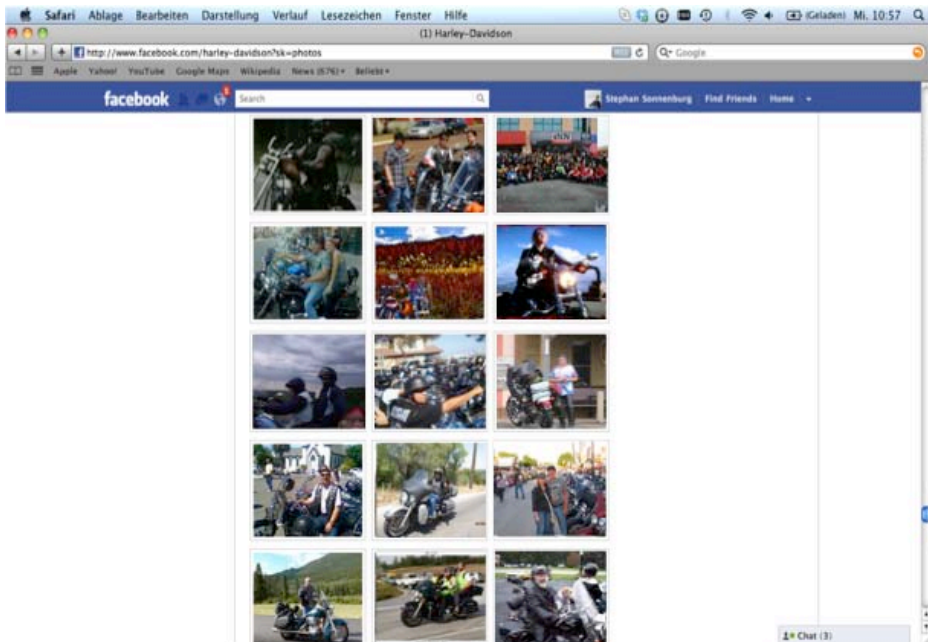 Safari Ablage Bearbeiten Darstellung Verlauf Lesezeichen Fenster Hilfe (Geladen) Mi. 10:57
(1) Harley-Davidson
http://www.facebook.com/harley-davidson?sk=photos Google
Apple Yahoo! YouTube Google Maps Wikipedia News (676) Beliebt
facebook 1 Search Stephan Sonnenburg Find Friends Home
Chat (3)